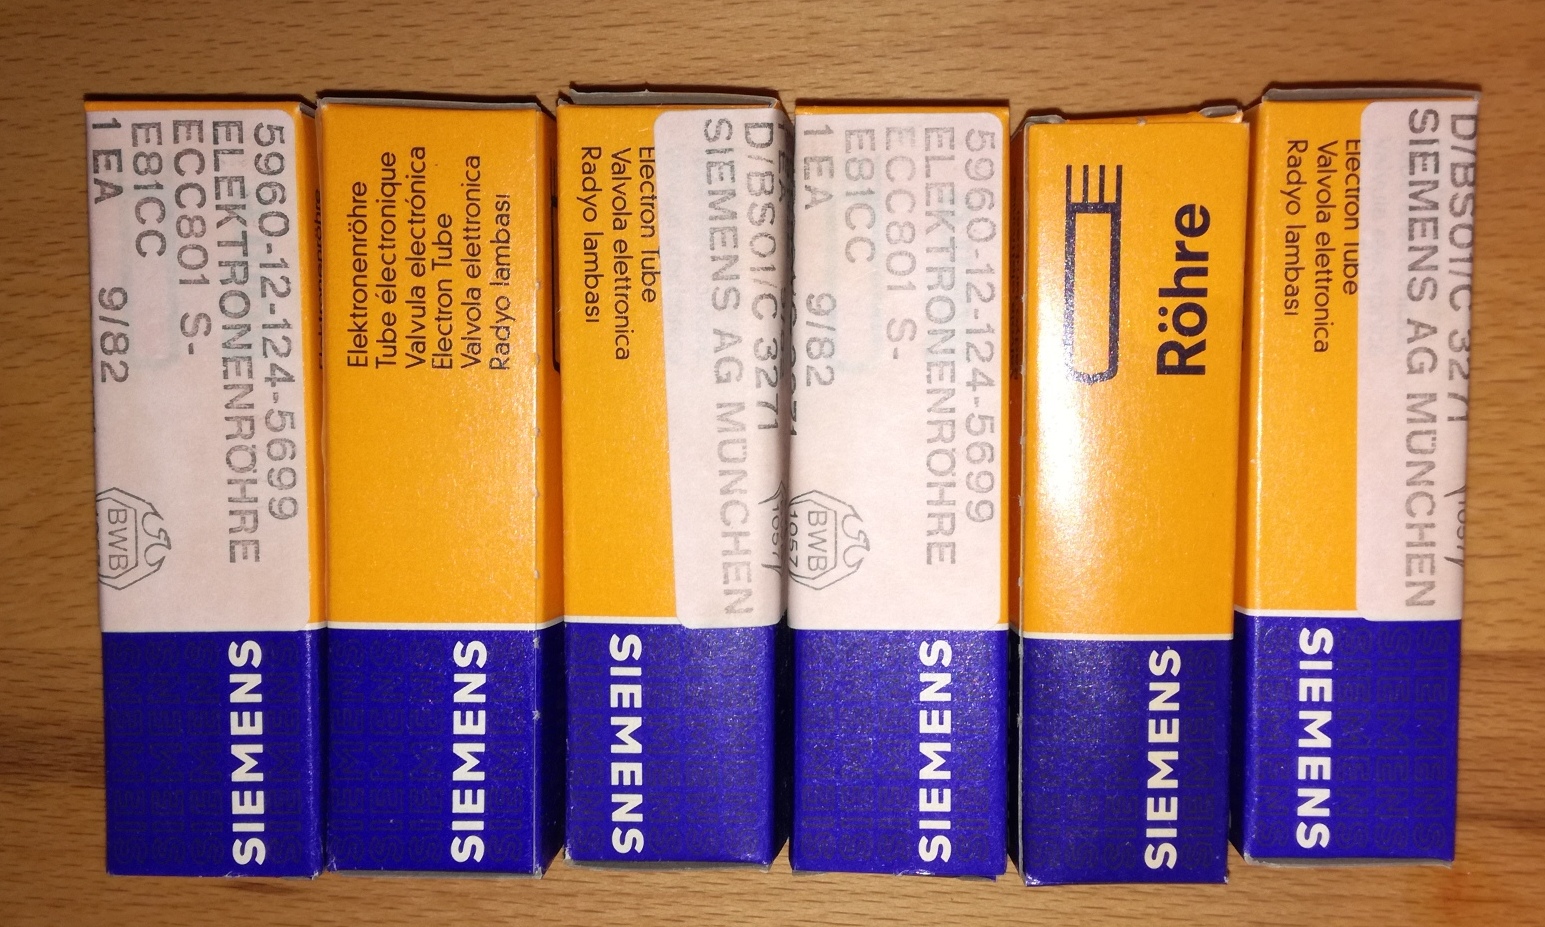 5960-12-124-5699
ELEKTRONENRÖHRE
ECC801 S-
E81CC
1 EA 9/82
BWB
SIEMENS
Elektronenröhre
Tube électronique
Valvula electrónica
Electron Tube
Valvola elettronica
Radyo lambası
SIEMENS
Electron Tube
Valvola elettronica
Radyo lambası
D/BS01/C 3271
SIEMENS AG MÜNCHEN
SIEMENS
5960-12-124-5699
ELEKTRONENRÖHRE
ECC801 S-
E81CC
1 EA 9/82
BWB
1057
SIEMENS
Röhre
SIEMENS
Electron Tube
Valvola elettronica
Radyo lambası
D/BS01/C 3271
SIEMENS AG MÜNCHEN
SIEMENS